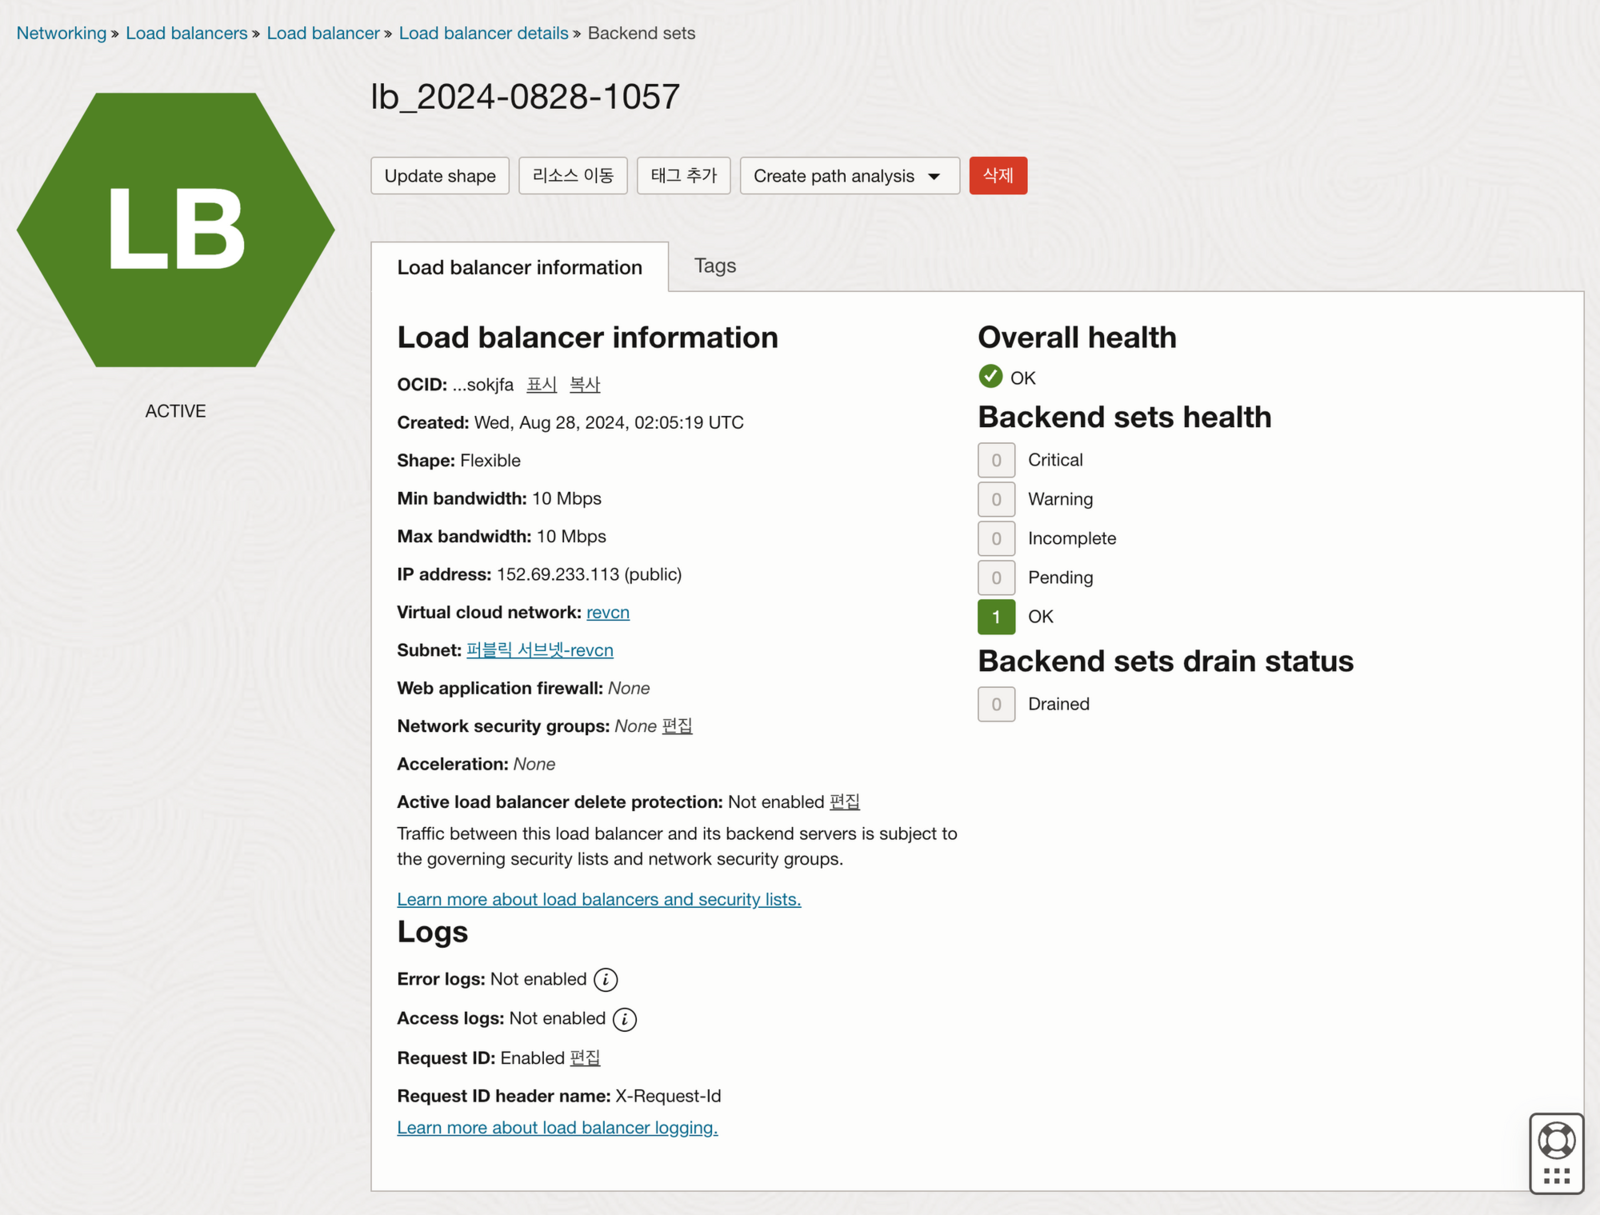 Networking » Load balancers » Load balancer » Load balancer details » Backend sets
LB
ACTIVE
lb_2024-0828-1057
Update shape
리소스 이동
태그 추가
Create path analysis
삭제
Load balancer information
Tags
Load balancer information
OCID: ...sokjfa 표시 복사
Created: Wed, Aug 28, 2024, 02:05:19 UTC
Shape: Flexible
Min bandwidth: 10 Mbps
Max bandwidth: 10 Mbps
IP address: 152.69.233.113 (public)
Virtual cloud network: revcn
Subnet: 퍼블릭 서브넷-revcn
Web application firewall: None
Network security groups: None 편집
Acceleration: None
Active load balancer delete protection: Not enabled 편집
Traffic between this load balancer and its backend servers is subject to
the governing security lists and network security groups.
Learn more about load balancers and security lists.
Logs
Error logs: Not enabled i
Access logs: Not enabled i
Request ID: Enabled 편집
Request ID header name: X-Request-Id
Learn more about load balancer logging.
Overall health
OK
Backend sets health
0 Critical
0 Warning
0 Incomplete
0 Pending
1 OK
Backend sets drain status
0 Drained